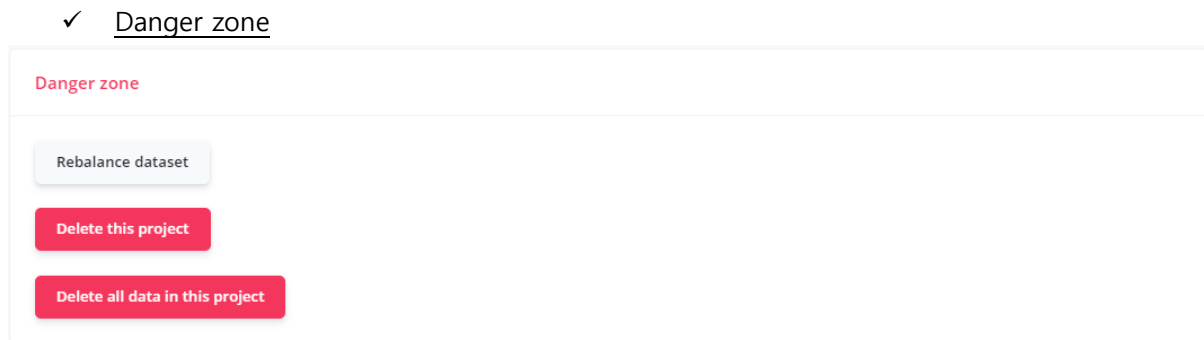 ✓ Danger zone
Danger zone
Rebalance dataset
Delete this project
Delete all data in this project